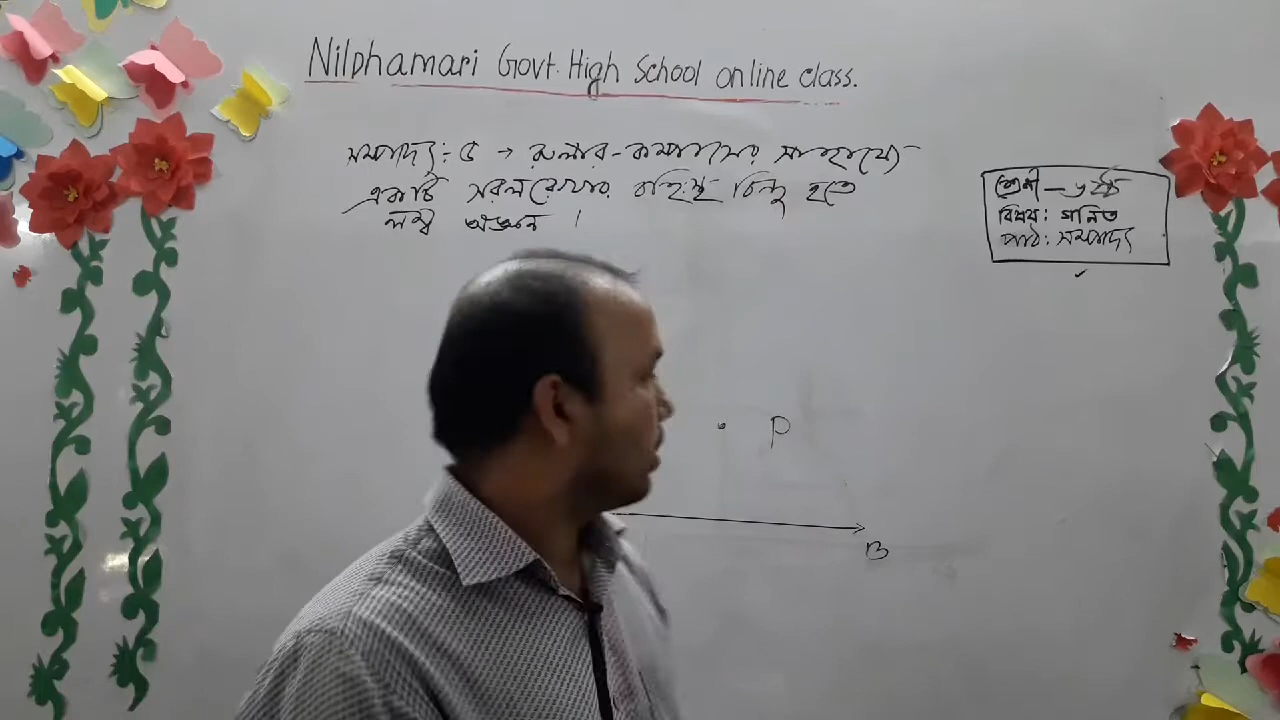 Nilphamari Govt. High School online class.
সম্পাদ্য: ৫ → রুলার-কম্পাসের সাহায্যে
একটি সরলরেখার বহিঃস্থ বিন্দু হতে
লম্ব অঙ্কন ।
শ্রেণী - ৬ষ্ঠ
বিষয়: গনিত
পাঠ: সম্পাদ্য
P
B